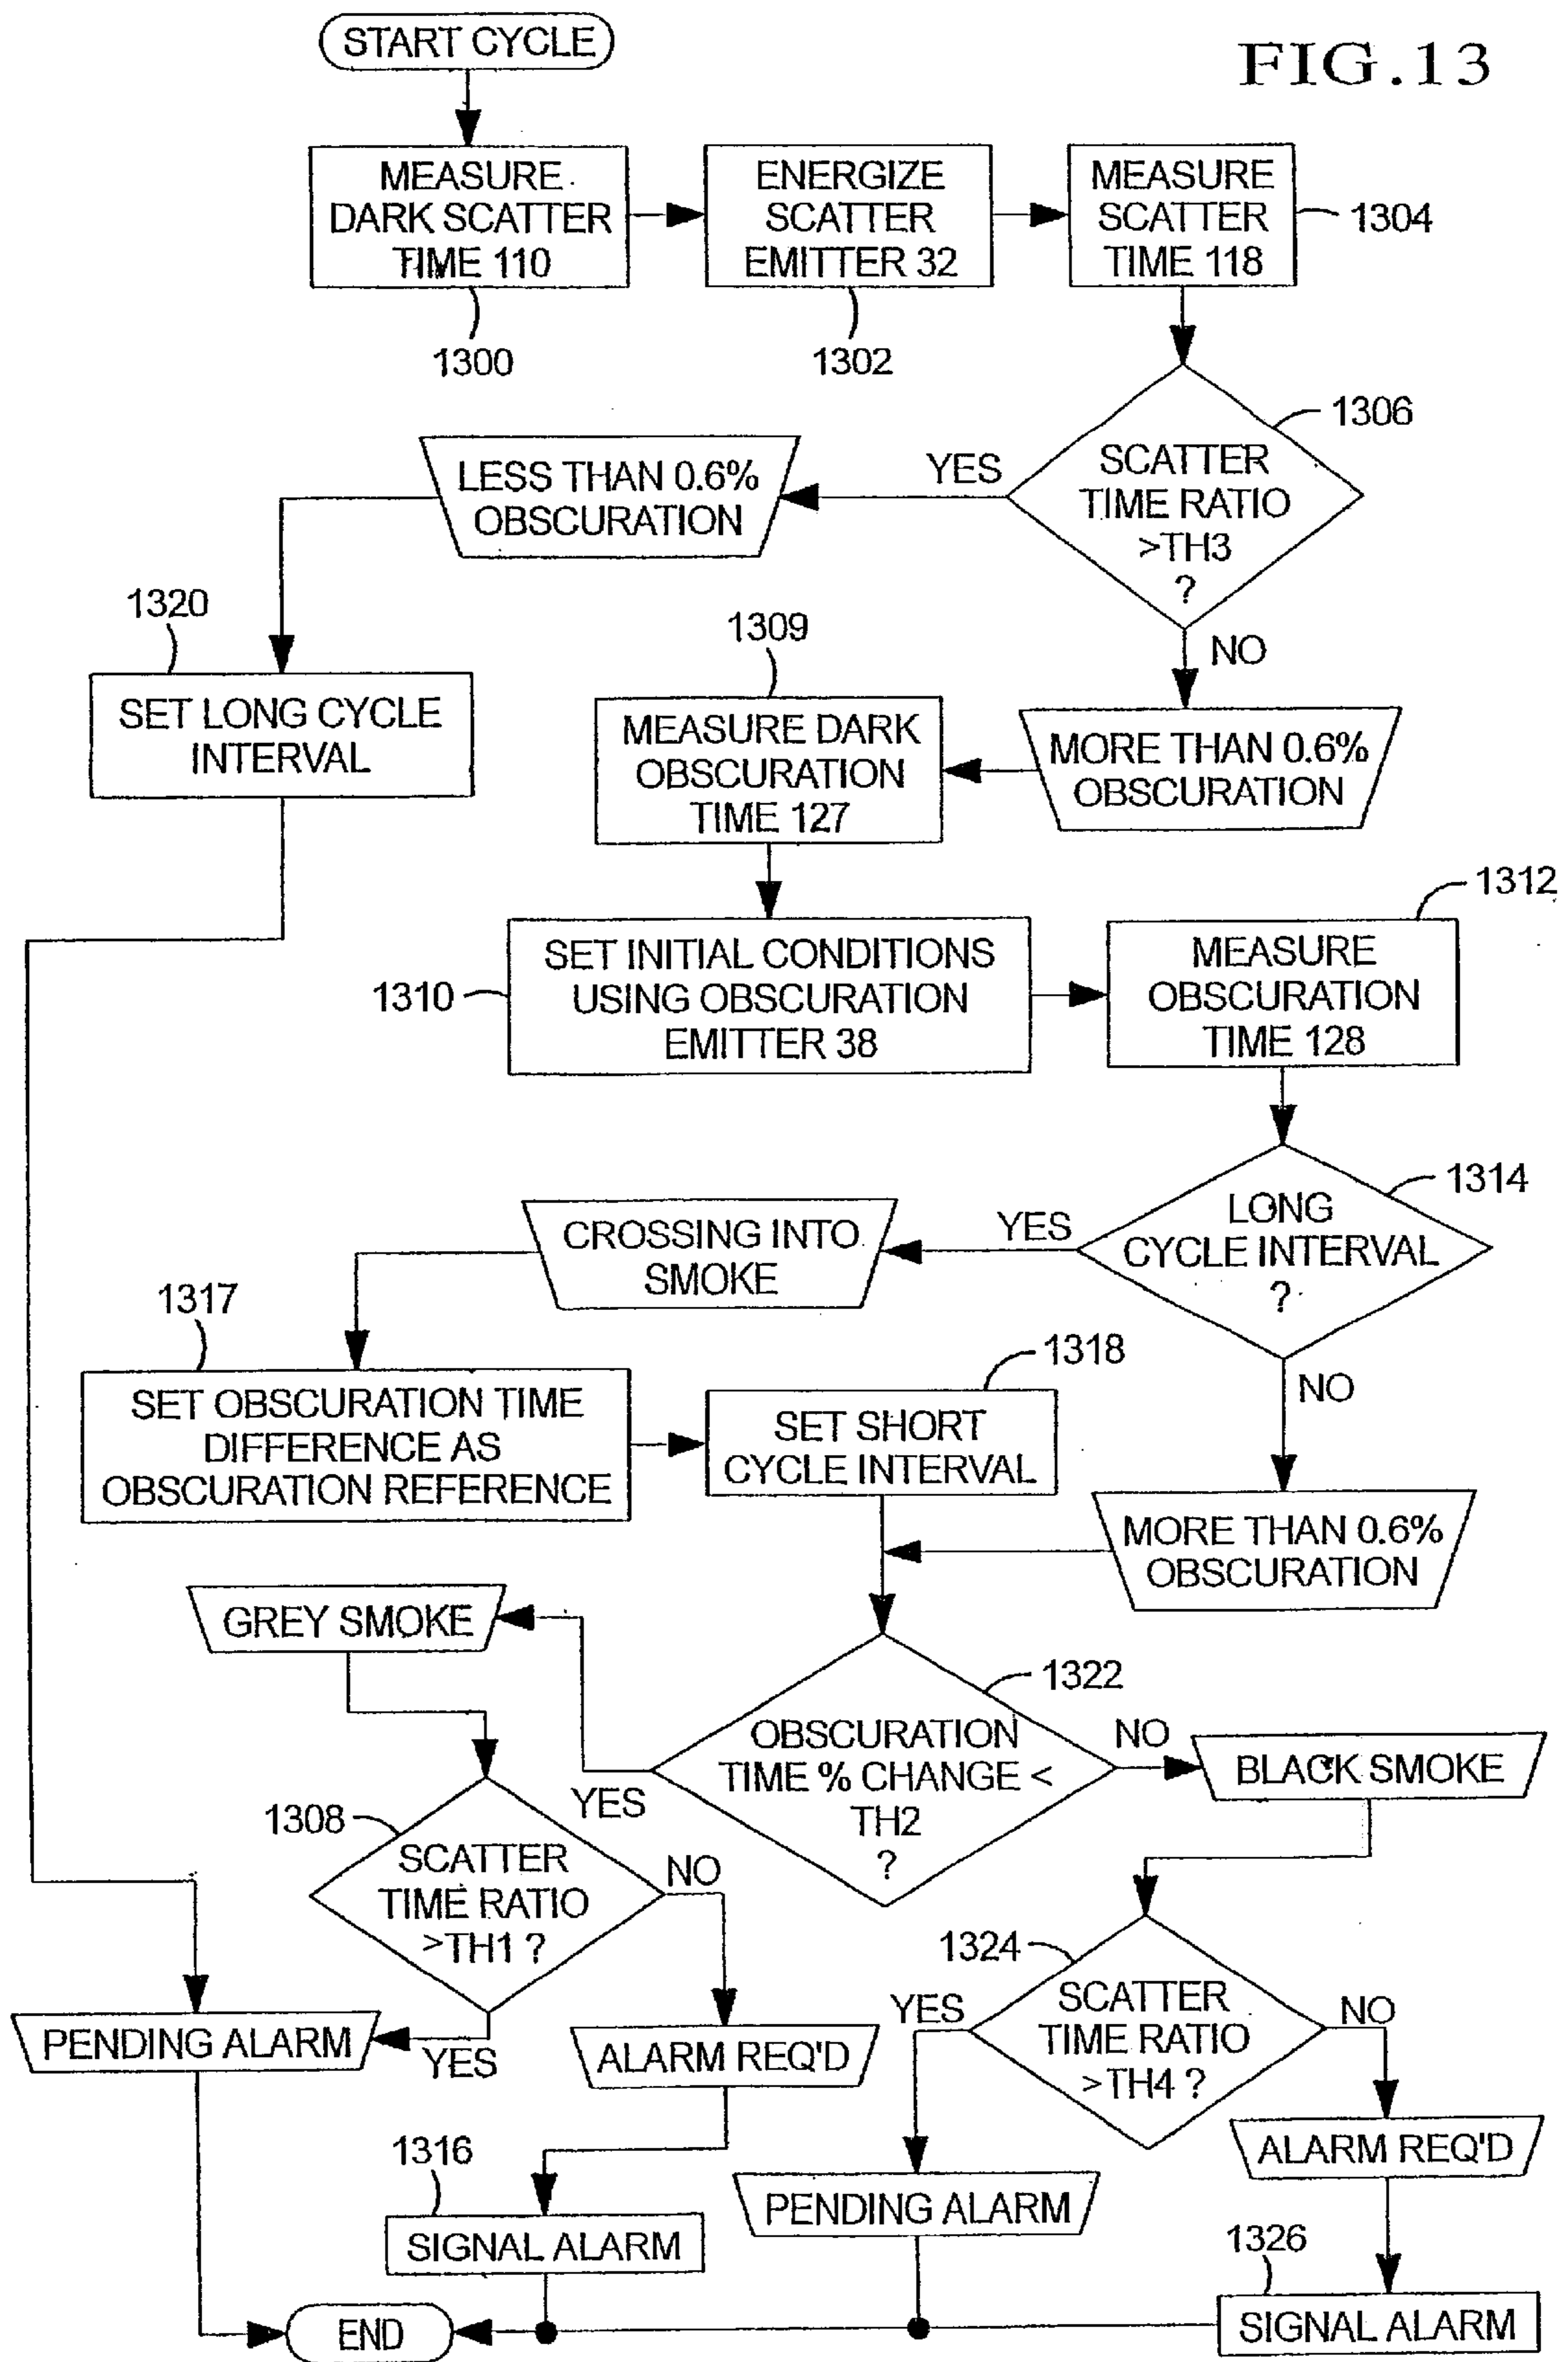 START CYCLE
FIG.13
MEASURE
DARK SCATTER
TIME 110
ENERGIZE
SCATTER
EMITTER 32
MEASURE
SCATTER
TIME 118
1304
1300
1302
1306
SCATTER
TIME RATIO
>TH3
?
YES
LESS THAN 0.6%
OBSCURATION
1320
SET LONG CYCLE
INTERVAL
NO
1309
MEASURE DARK
OBSCURATION
TIME 127
MORE THAN 0.6%
OBSCURATION
1312
1310
SET INITIAL CONDITIONS
USING OBSCURATION
EMITTER 38
MEASURE
OBSCURATION
TIME 128
1314
LONG
CYCLE INTERVAL
?
YES
CROSSING INTO
SMOKE
1317
SET OBSCURATION TIME
DIFFERENCE AS
OBSCURATION REFERENCE
1318
SET SHORT
CYCLE INTERVAL
NO
MORE THAN 0.6%
OBSCURATION
GREY SMOKE
1322
OBSCURATION
TIME % CHANGE <
TH2
?
YES
NO
BLACK SMOKE
1308
SCATTER
TIME RATIO
>TH1 ?
NO
YES
PENDING ALARM
ALARM REQ'D
1324
SCATTER
TIME RATIO
>TH4 ?
YES
NO
ALARM REQ'D
1316
SIGNAL ALARM
PENDING ALARM
1326
SIGNAL ALARM
END